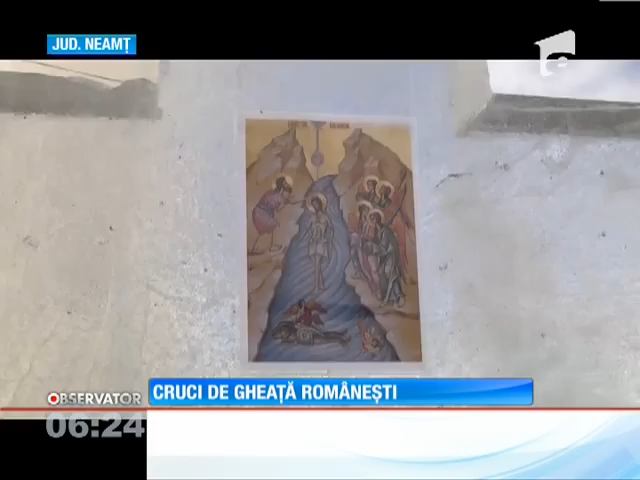 JUD. NEAMȚ
CRUCI DE GHEAȚĂ ROMÂNEȘTI
OBSERVATOR
06:24